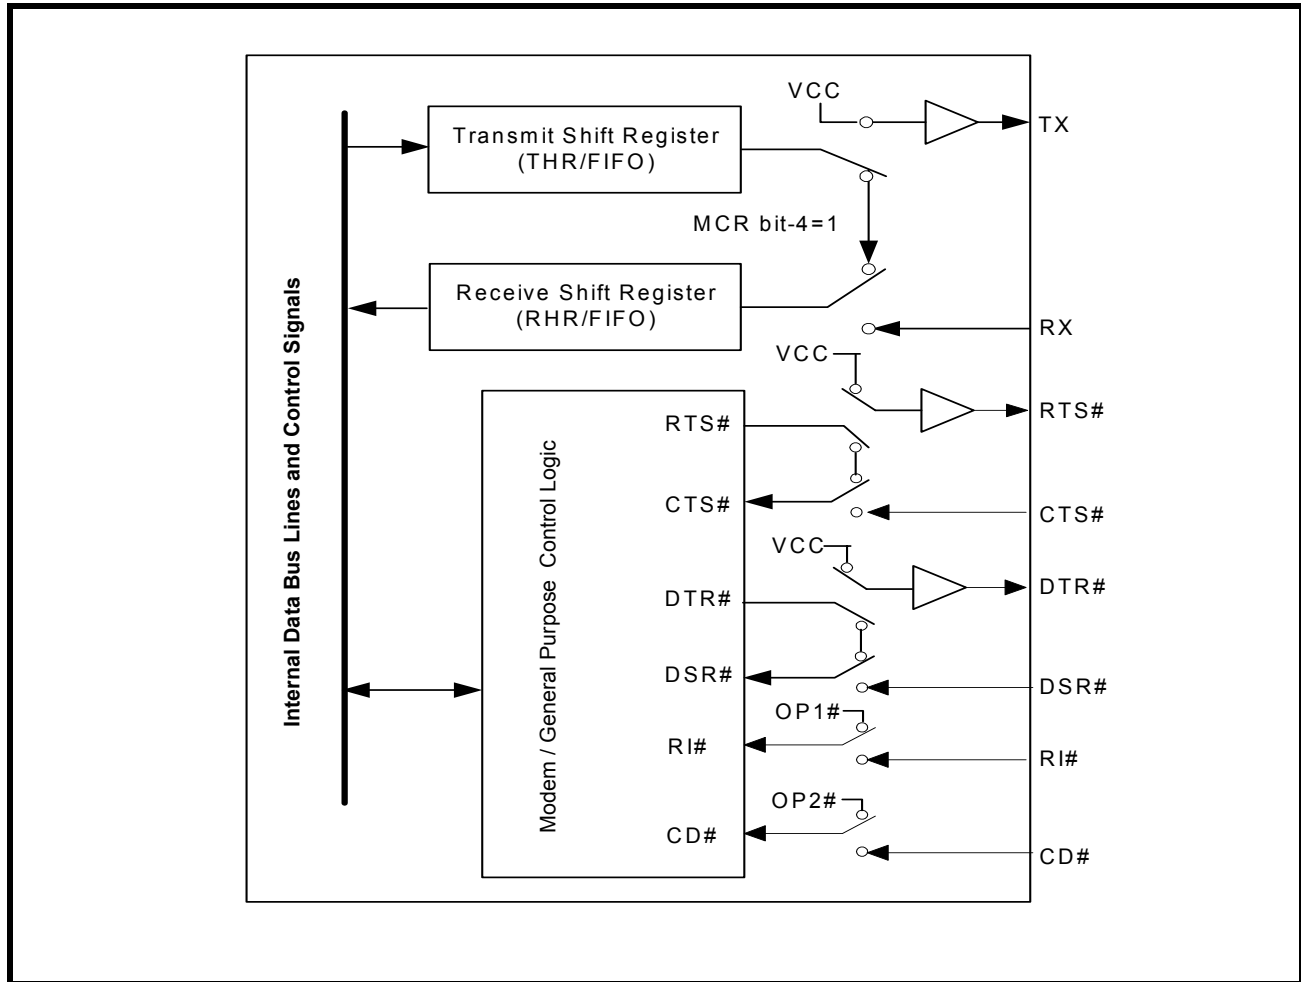 VCC
TX
Transmit Shift Register
(THR/FIFO)
MCR bit-4=1
Receive Shift Register
(RHR/FIFO)
RX
VCC
RTS#
RTS#
CTS#
CTS#
VCC
DTR#
DTR#
DSR#
DSR#
OP1#
RI#
RI#
OP2#
CD#
CD#
Internal Data Bus Lines and Control Signals
Modem / General Purpose Control Logic